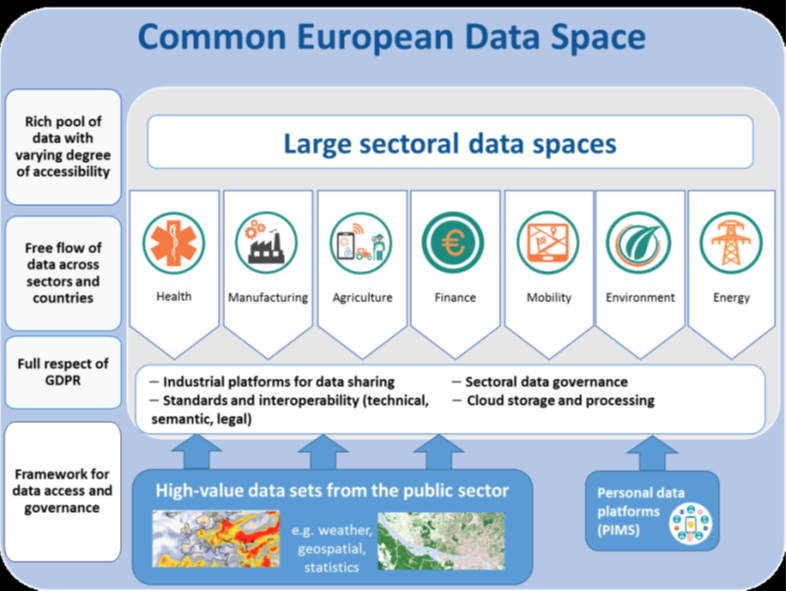 Common European Data Space
Rich pool of
data with
varying degree
of accessibility
Free flow of
data across
sectors and
countries
Full respect of
GDPR
Framework for
data access and
governance
Large sectoral data spaces
Health
Manufacturing
Agriculture
Finance
Mobility
Environment
Energy
– Industrial platforms for data sharing
– Standards and interoperability (technical,
semantic, legal)
– Sectoral data governance
– Cloud storage and processing
High-value data sets from the public sector
e.g. weather,
geospatial,
statistics
Personal data
platforms
(PIMS)